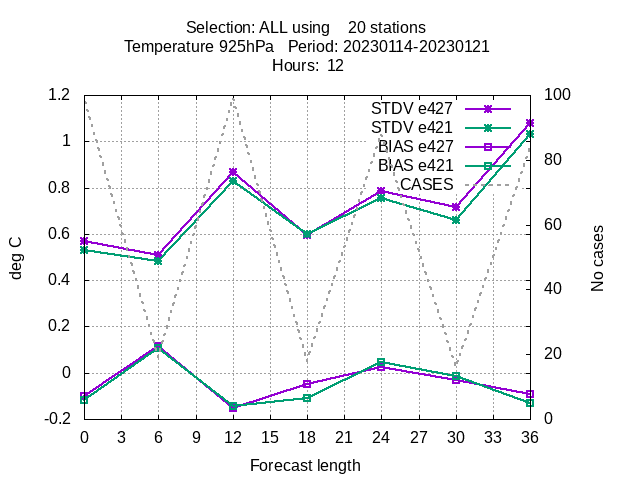 Selection: ALL using    20 stations
Temperature 925hPa   Period: 20230114-20230121
Hours:  12
STDV e427
STDV e421
BIAS e427
BIAS e421
CASES
1.2
1
0.8
0.6
0.4
0.2
0
-0.2
deg C
100
80
60
40
20
0
No cases
0 3 6 9 12 15 18 21 24 27 30 33 36
Forecast length